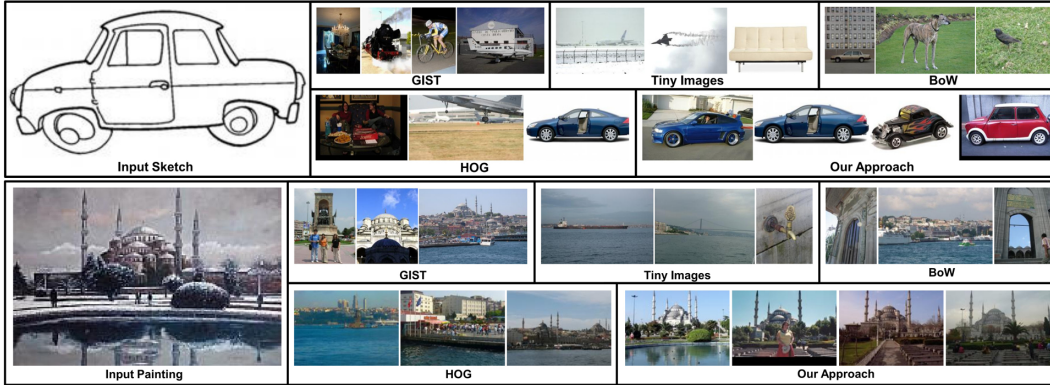 GIST
Tiny Images
BoW
Input Sketch
HOG
Our Approach
GIST
Tiny Images
BoW
Input Painting
HOG
Our Approach